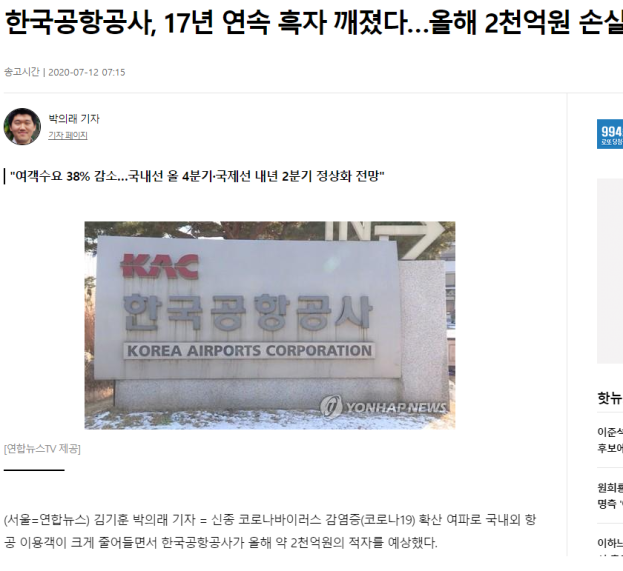 한국공항공사, 17년 연속 흑자 깨졌다…올해 2천억원 손실
송고시간 | 2020-07-12 07:15
박의래 기자
기자 페이지
"여객수요 38% 감소…국내선 올 4분기·국제선 내년 2분기 정상화 전망"
IN
KAC
한국공항공사
KOREA AIRPORTS CORPORATION
YONHAP NEWS
[연합뉴스TV 제공]
(서울=연합뉴스) 김기훈 박의래 기자 = 신종 코로나바이러스 감염증(코로나19) 확산 여파로 국내외 항
공 이용객이 크게 줄어들면서 한국공항공사가 올해 약 2천억원의 적자를 예상했다.
994
핫뉴
이준석
후보에
원희룡
명측
이하느